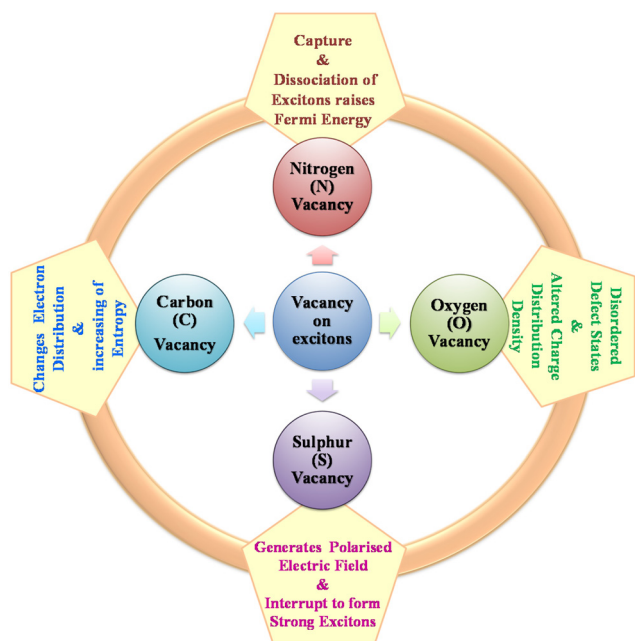 Capture
&
Dissociation of
Excitons raises
Fermi Energy
Nitrogen
(N)
Vacancy
Changes Electron
Distribution
&
increasing of
Entropy
Carbon
(C)
Vacancy
Vacancy
on
excitons
Oxygen
(O)
Vacancy
Disordered
Defect States
&
Altered Charge
Distribution
Density
Sulphur
(S)
Vacancy
Generates Polarised
Electric Field
&
Interrupt to form
Strong Excitons